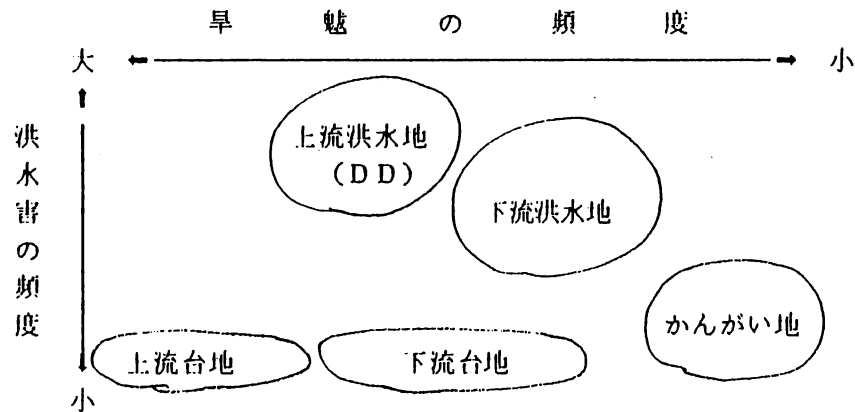 旱魃の頻度
大
小
洪水害の頻度
上流洪水地
(DD)
下流洪水地
かんがい地
上流台地
下流台地
小